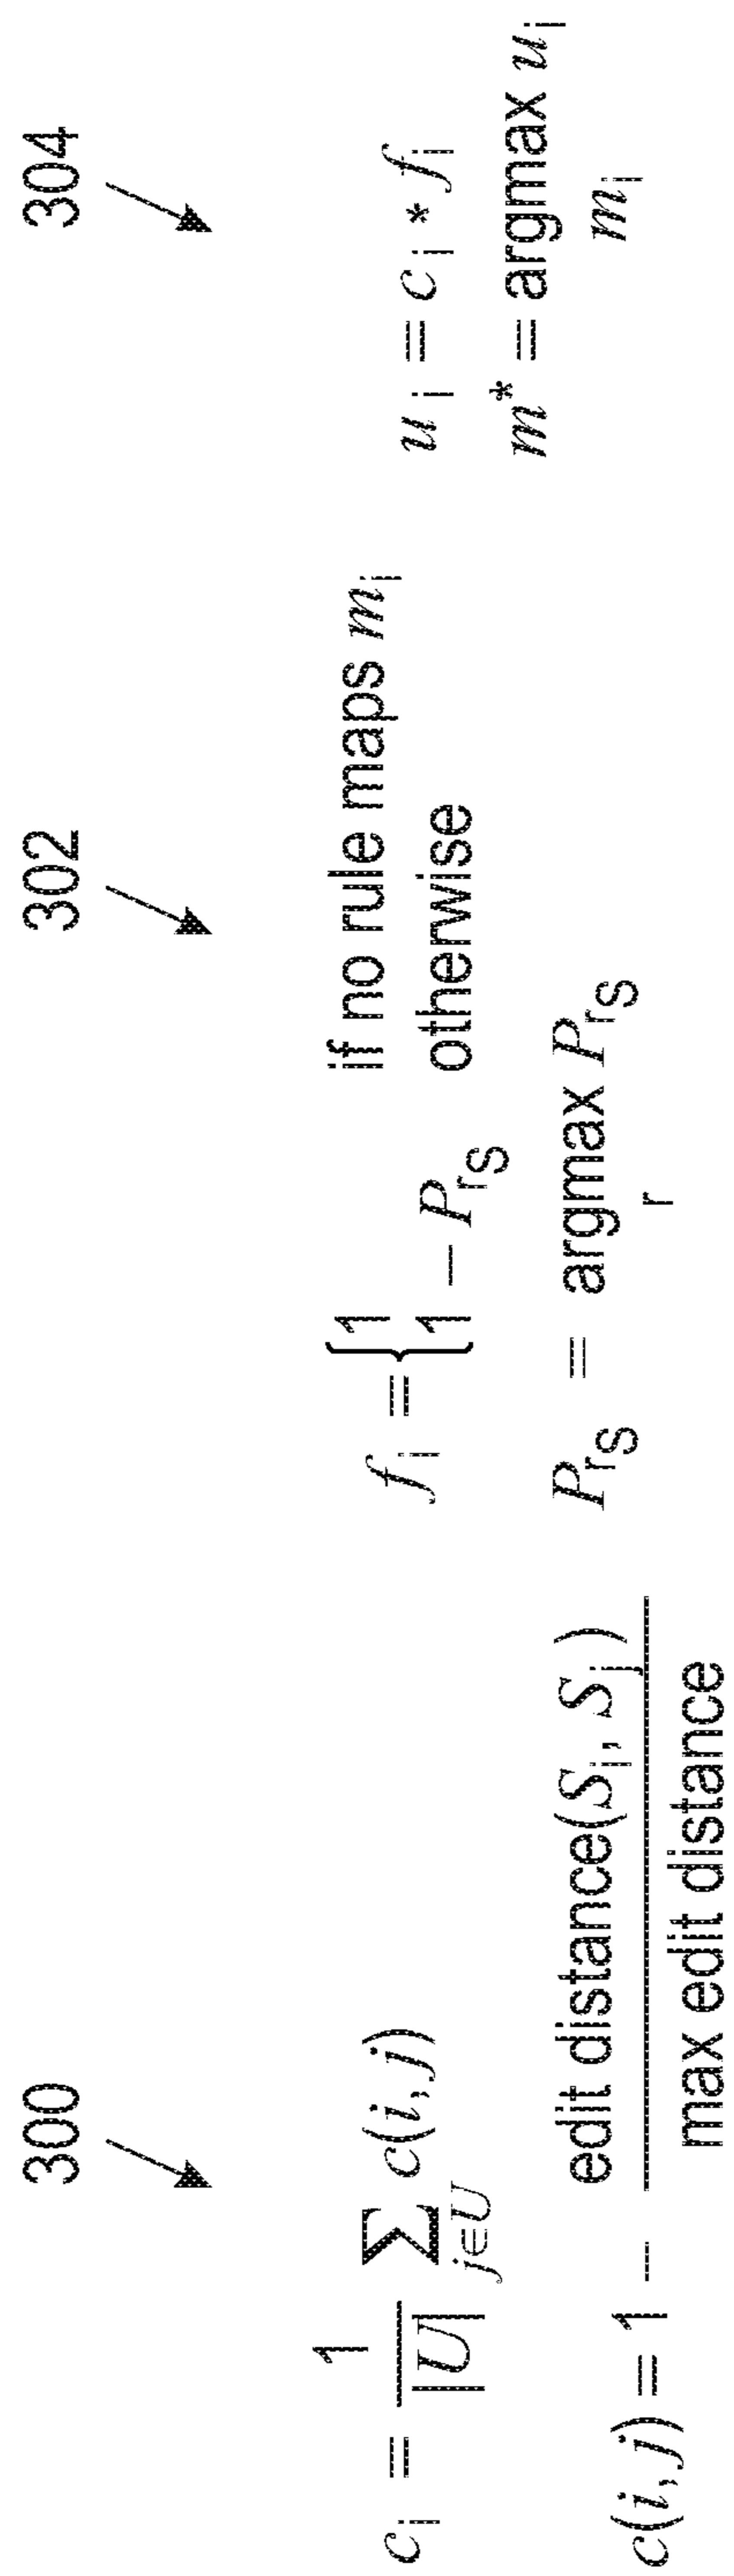 300
c_i = 1/|U| ∑_{j∈U} c(i, j)
c(i, j) = 1 − edit distance(S_i, S_j) / max edit distance
302
f_i = { 1 if no rule maps m_i
1 − P_{r_S} otherwise
P_{r_S} = argmax_r P_{r_S}
304
u_i = c_i * f_i
m* = argmax_{m_i} u_i